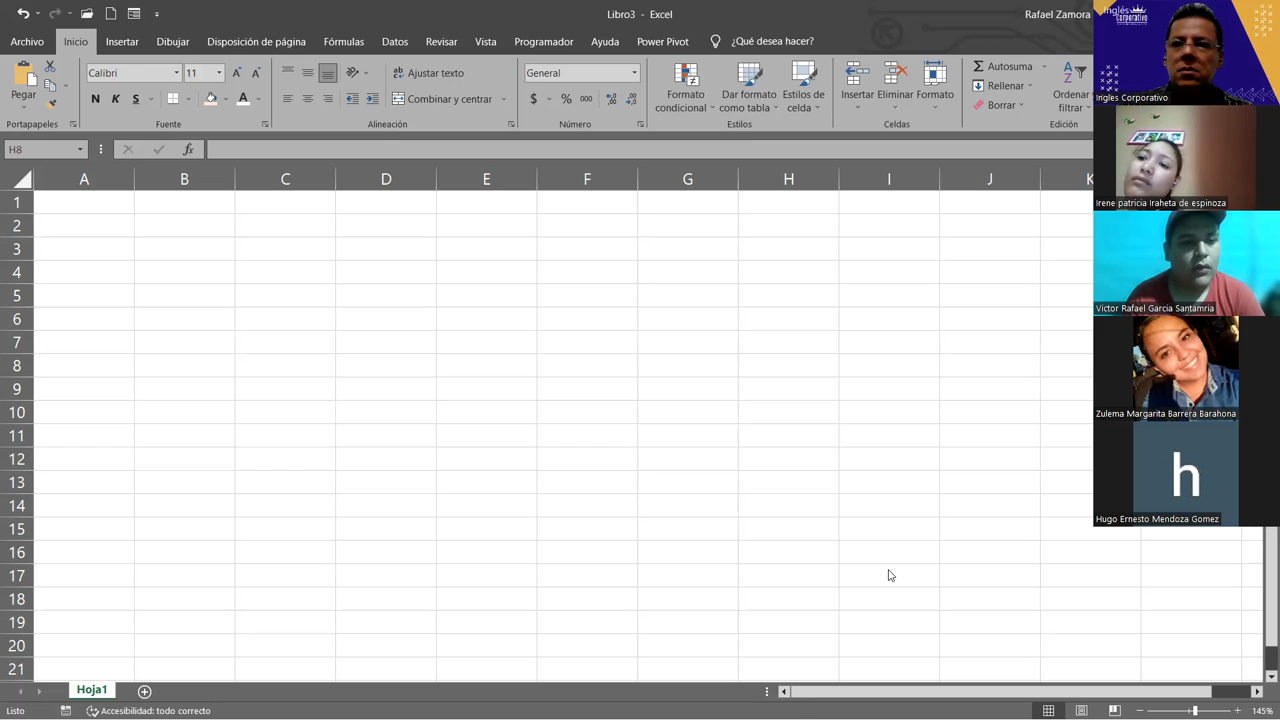 Libro3 - Excel
Rafael Zamora
Archivo Inicio Insertar Dibujar Disposición de página Fórmulas Datos Revisar Vista Programador Ayuda Power Pivot ¿Qué desea hacer?
Pegar
Calibri 11
N K S
Ajustar texto
Combinar y centrar
General
$ % 000
Formato condicional
Dar formato como tabla
Estilos de celda
Insertar Eliminar Formato
Autosuma
Rellenar
Borrar
Ordenar
filtrar
Portapapeles Fuente Alineación Número Estilos Celdas Edición
H8 fx
A B C D E F G H I J K
1
2
3
4
5
6
7
8
9
10
11
12
13
14
15
16
17
18
19
20
21
Hoja1
Listo Accesibilidad: todo correcto 145%
Inglés
Corporativo
Ingles Corporativo
Irene patricia Iraheta de espinoza
Victor Rafael García Santamria
Zulema Margarita Barrera Barahona
h
Hugo Ernesto Mendoza Gomez